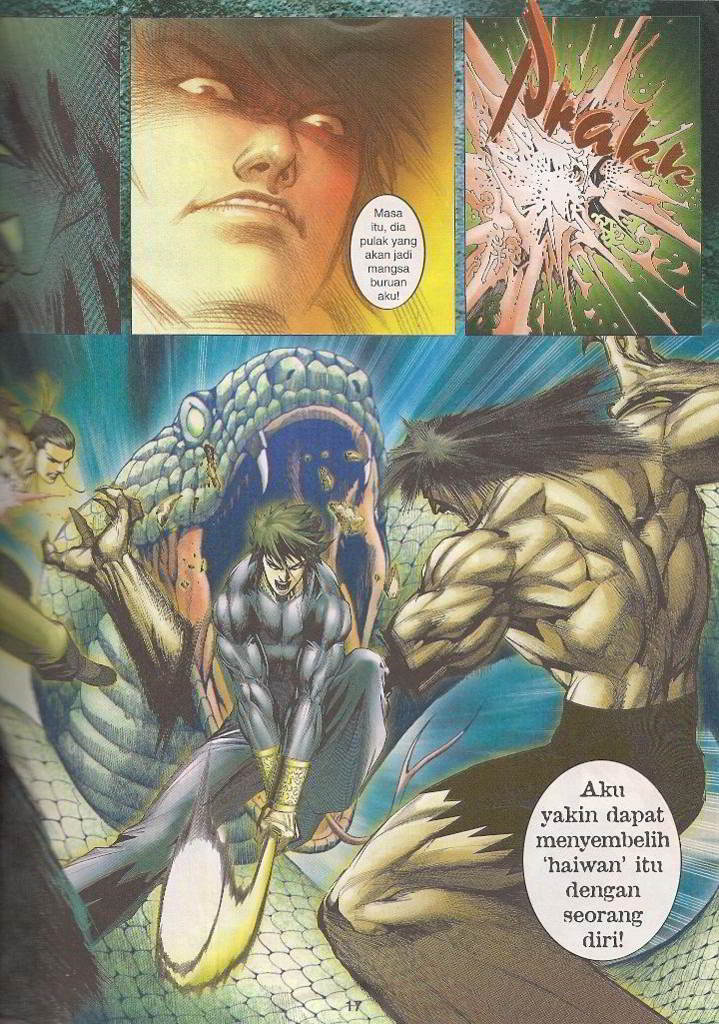 Masa
itu, dia
pulak yang
akan jadi
mangsa
buruan
aku!
Prakk
Aku
yakin dapat
menyembelih
'haiwan' itu
dengan
seorang
diri!
17